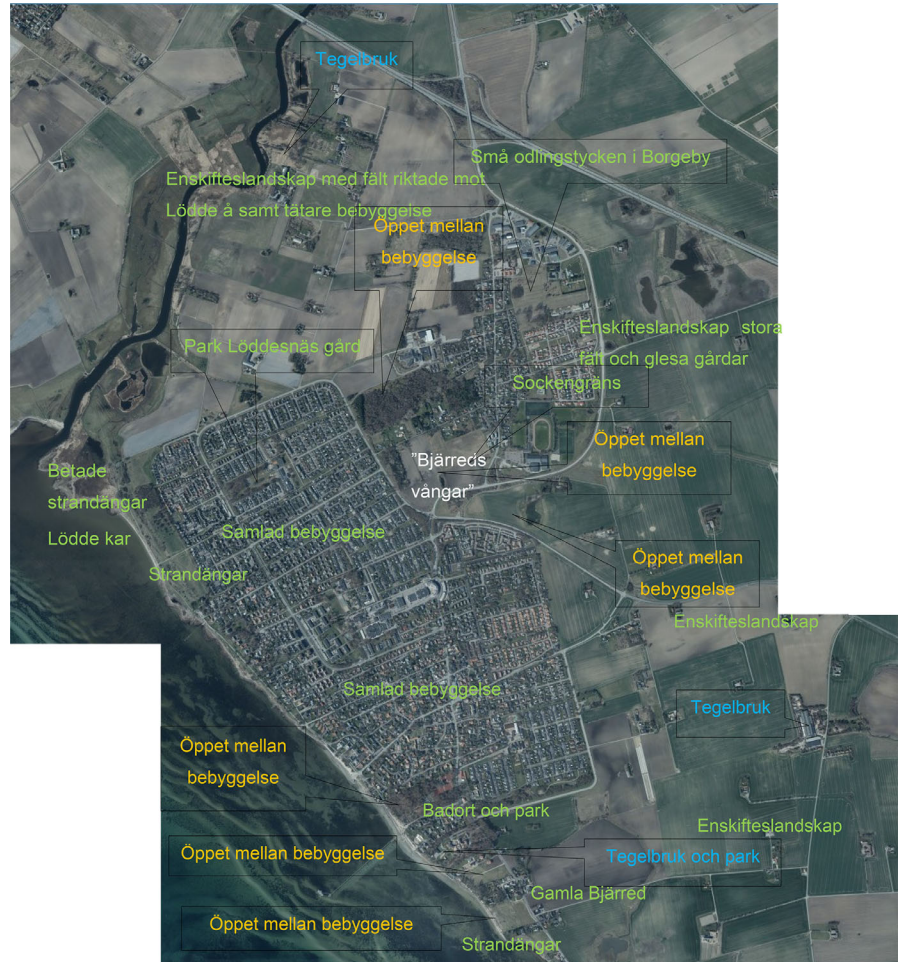 Tegelbruk
Små odlingstycken i Borgeby
Enskifteslandskap med fält riktade mot
Lödde å samt tätare bebyggelse
Öppet mellan
bebyggelse
Enskifteslandskap stora
fält och glesa gårdar
Park Löddesnäs gård
Sockengräns
Öppet mellan
bebyggelse
"Bjärreds
vångar"
Betade
strandängar
Lödde kar
Samlad bebyggelse
Strandängar
Öppet mellan
bebyggelse
Enskifteslandskap
Samlad bebyggelse
Tegelbruk
Öppet mellan
bebyggelse
Badort och park
Enskifteslandskap
Öppet mellan bebyggelse
Tegelbruk och park
Gamla Bjärred
Öppet mellan bebyggelse
Strandängar